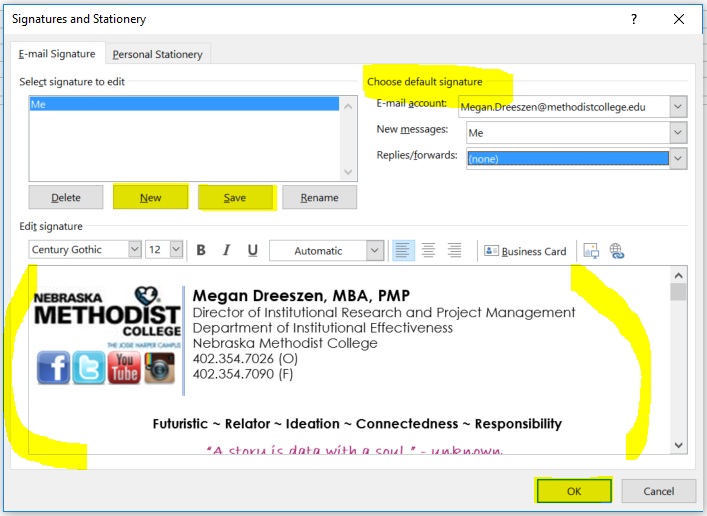 Signatures and Stationery
?
E-mail Signature
Personal Stationery
Select signature to edit
Me
Delete
New
Save
Rename
Choose default signature
E-mail account:
Megan.Dreeszen@methodistcollege.edu
New messages:
Me
Replies/forwards:
(none)
Edit signature
Century Gothic
12
B
I
U
Automatic
Business Card
NEBRASKA
METHODIST
COLLEGE
THE JOSIE HARPER CAMPUS
f
t
You
Tube
Megan Dreeszen, MBA, PMP
Director of Institutional Research and Project Management
Department of Institutional Effectiveness
Nebraska Methodist College
402.354.7026 (O)
402.354.7090 (F)
Futuristic ~ Relator ~ Ideation ~ Connectedness ~ Responsibility
"A story is data with a soul." - unknown
OK
Cancel